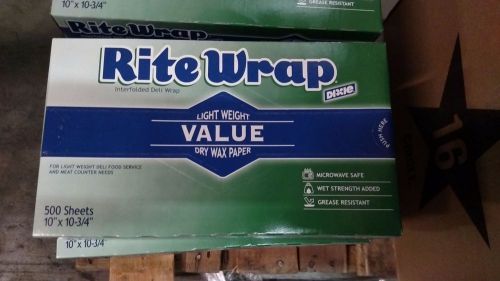 10" x 10-3/4"
GREASE RESISTANT
Rite Wrap
Interfolded Deli Wrap
DIXIE
LIGHT WEIGHT
VALUE
DRY WAX PAPER
PUSH HERE
FOR LIGHT WEIGHT DELI FOOD SERVICE
AND MEAT COUNTER NEEDS
MICROWAVE SAFE
WET STRENGTH ADDED
GREASE RESISTANT
500 Sheets
10" x 10-3/4"
10" x 10-3/4"
16